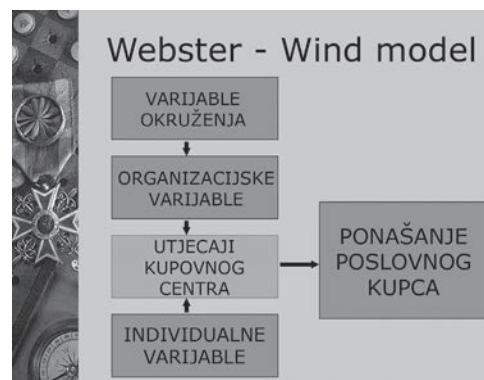 Webster - Wind model
VARIJABLE
OKRUŽENJA
ORGANIZACIJSKE
VARIJABLE
UTJECAJI
KUPOVNOG
CENTRA
INDIVIDUALNE
VARIJABLE
PONAŠANJE
POSLOVNOG
KUPCA